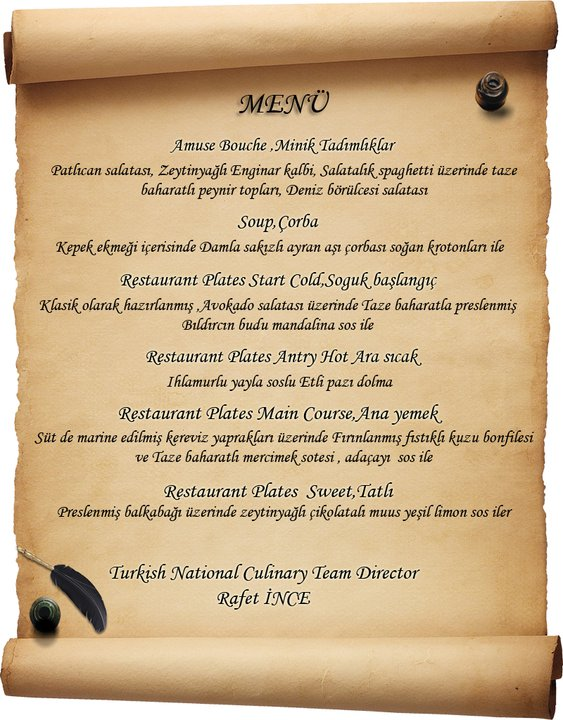 MENÜ
Amuse Bouche ,Minik Tadımlıklar
Patlıcan salatası, Zeytinyağlı Enginar kalbi, Salatalık spaghetti üzerinde taze
baharatlı peynir topları, Deniz börülcesi salatası
Soup,Çorba
Kepek ekmeği içerisinde Damla sakızlı ayran aşı çorbası soğan krotonları ile
Restaurant Plates Start Cold,Soguk başlangıç
Klasik olarak hazırlanmış ,Avokado salatası üzerinde Taze baharatla preslenmiş
Bıldırcın budu mandalina sos ile
Restaurant Plates Antry Hot Ara sıcak
Ihlamurlu yayla soslu Etli pazı dolma
Restaurant Plates Main Course,Ana yemek
Süt de marine edilmiş kereviz yaprakları üzerinde Fırınlanmış fıstıklı kuzu bonfilesi
ve Taze baharatlı mercimek sotesi , adaçayı sos ile
Restaurant Plates Sweet,Tatlı
Preslenmiş balkabağı üzerinde zeytinyağlı çikolatalı muus yeşil limon sos iler
Turkish National Culinary Team Director
Rafet İNCE